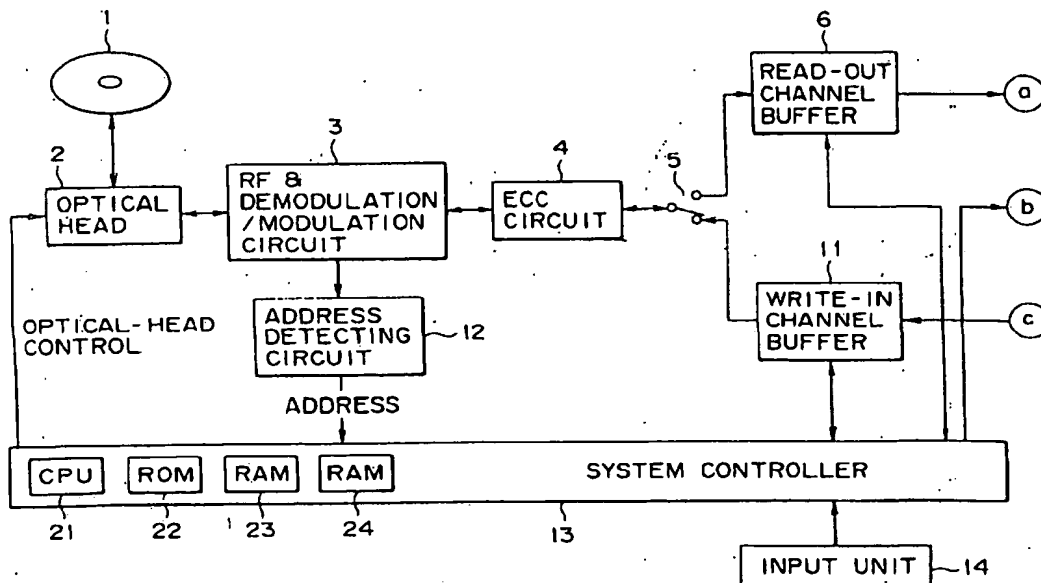 1
6
READ-OUT
CHANNEL
BUFFER
a
3
4
5
2
RF &
DEMODULATION
/MODULATION
CIRCUIT
ECC
CIRCUIT
OPTICAL
HEAD
b
11
WRITE-IN
CHANNEL
BUFFER
c
ADDRESS
DETECTING
CIRCUIT
12
OPTICAL-HEAD
CONTROL
ADDRESS
CPU
ROM
RAM
RAM
SYSTEM CONTROLLER
21
22
23
24
13
INPUT UNIT
14